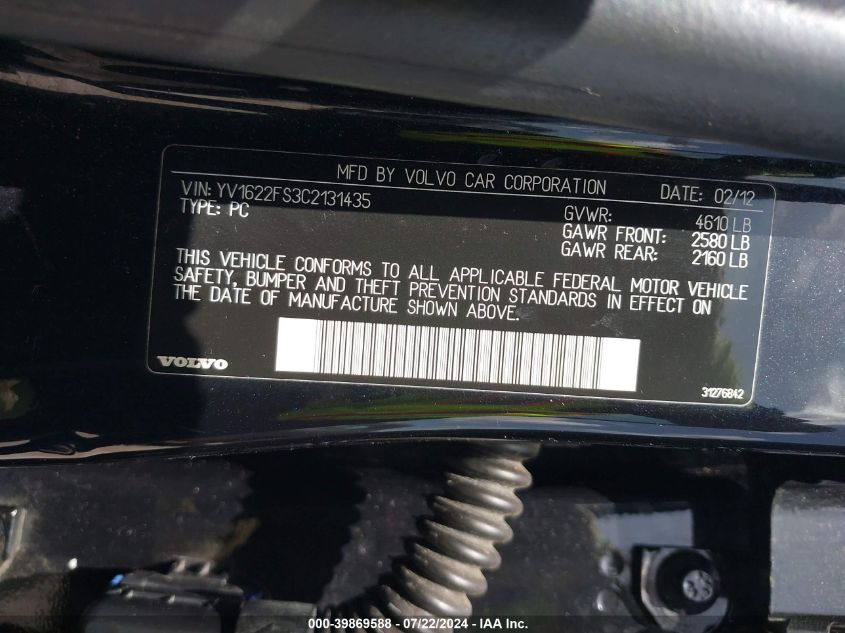 MFD BY VOLVO CAR CORPORATION DATE: 02/12
VIN: YV1622FS3C2131435
TYPE: PC
GVWR: 4610 LB
GAWR FRONT: 2580 LB
GAWR REAR: 2160 LB
THIS VEHICLE CONFORMS TO ALL APPLICABLE FEDERAL MOTOR VEHICLE
SAFETY, BUMPER AND THEFT PREVENTION STANDARDS IN EFFECT ON
THE DATE OF MANUFACTURE SHOWN ABOVE.
VOLVO
31276842
000-39869588 - 07/22/2024 - IAA Inc.